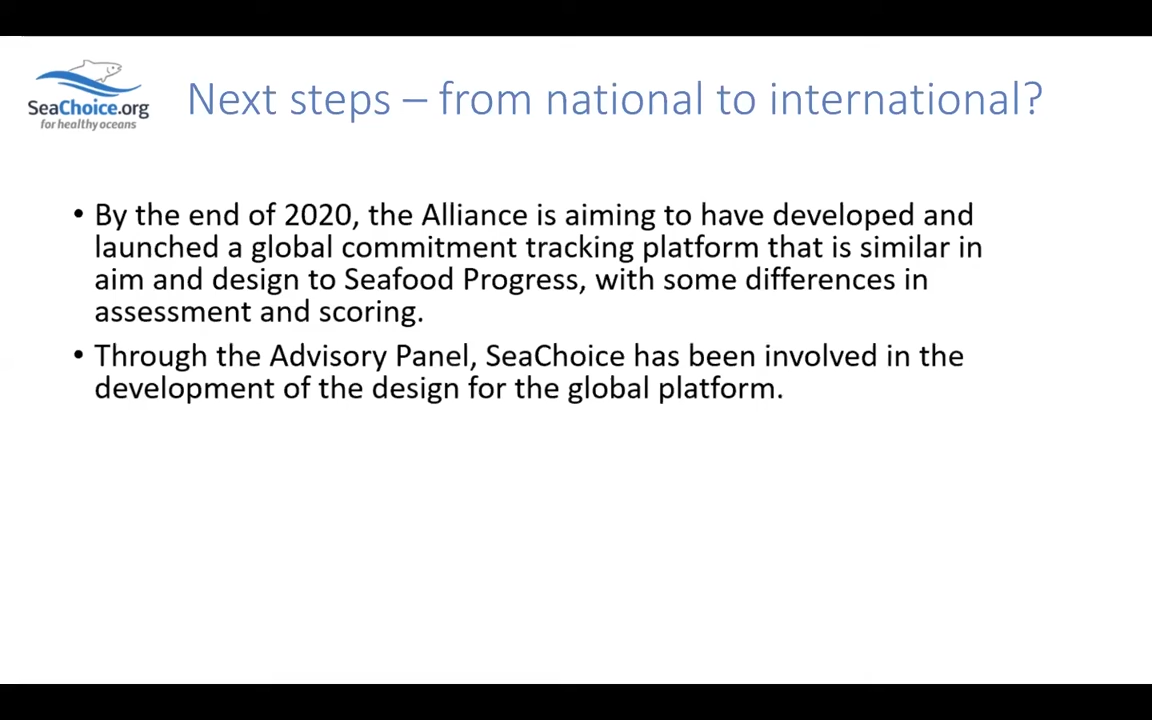 SeaChoice.org
for healthy oceans
Next steps – from national to international?
• By the end of 2020, the Alliance is aiming to have developed and
launched a global commitment tracking platform that is similar in
aim and design to Seafood Progress, with some differences in
assessment and scoring.
• Through the Advisory Panel, SeaChoice has been involved in the
development of the design for the global platform.